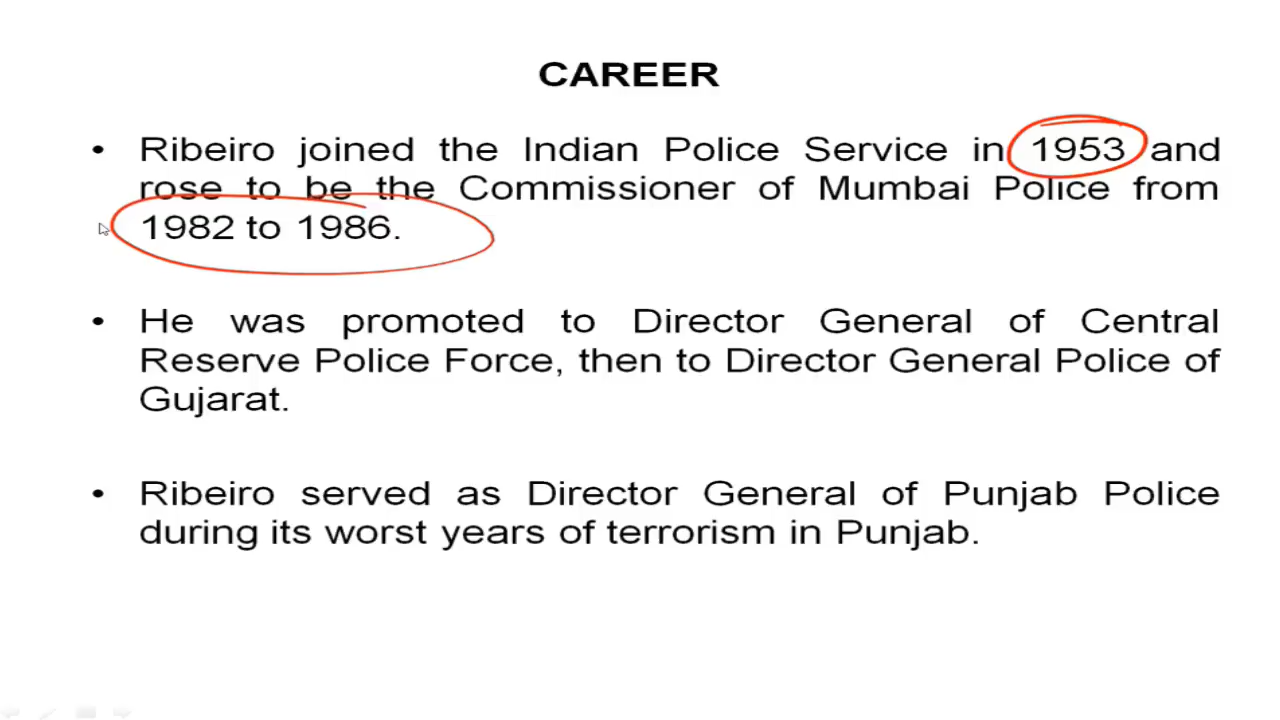 CAREER
• Ribeiro joined the Indian Police Service in 1953 and
rose to be the Commissioner of Mumbai Police from
1982 to 1986.
• He was promoted to Director General of Central
Reserve Police Force, then to Director General Police of
Gujarat.
• Ribeiro served as Director General of Punjab Police
during its worst years of terrorism in Punjab.